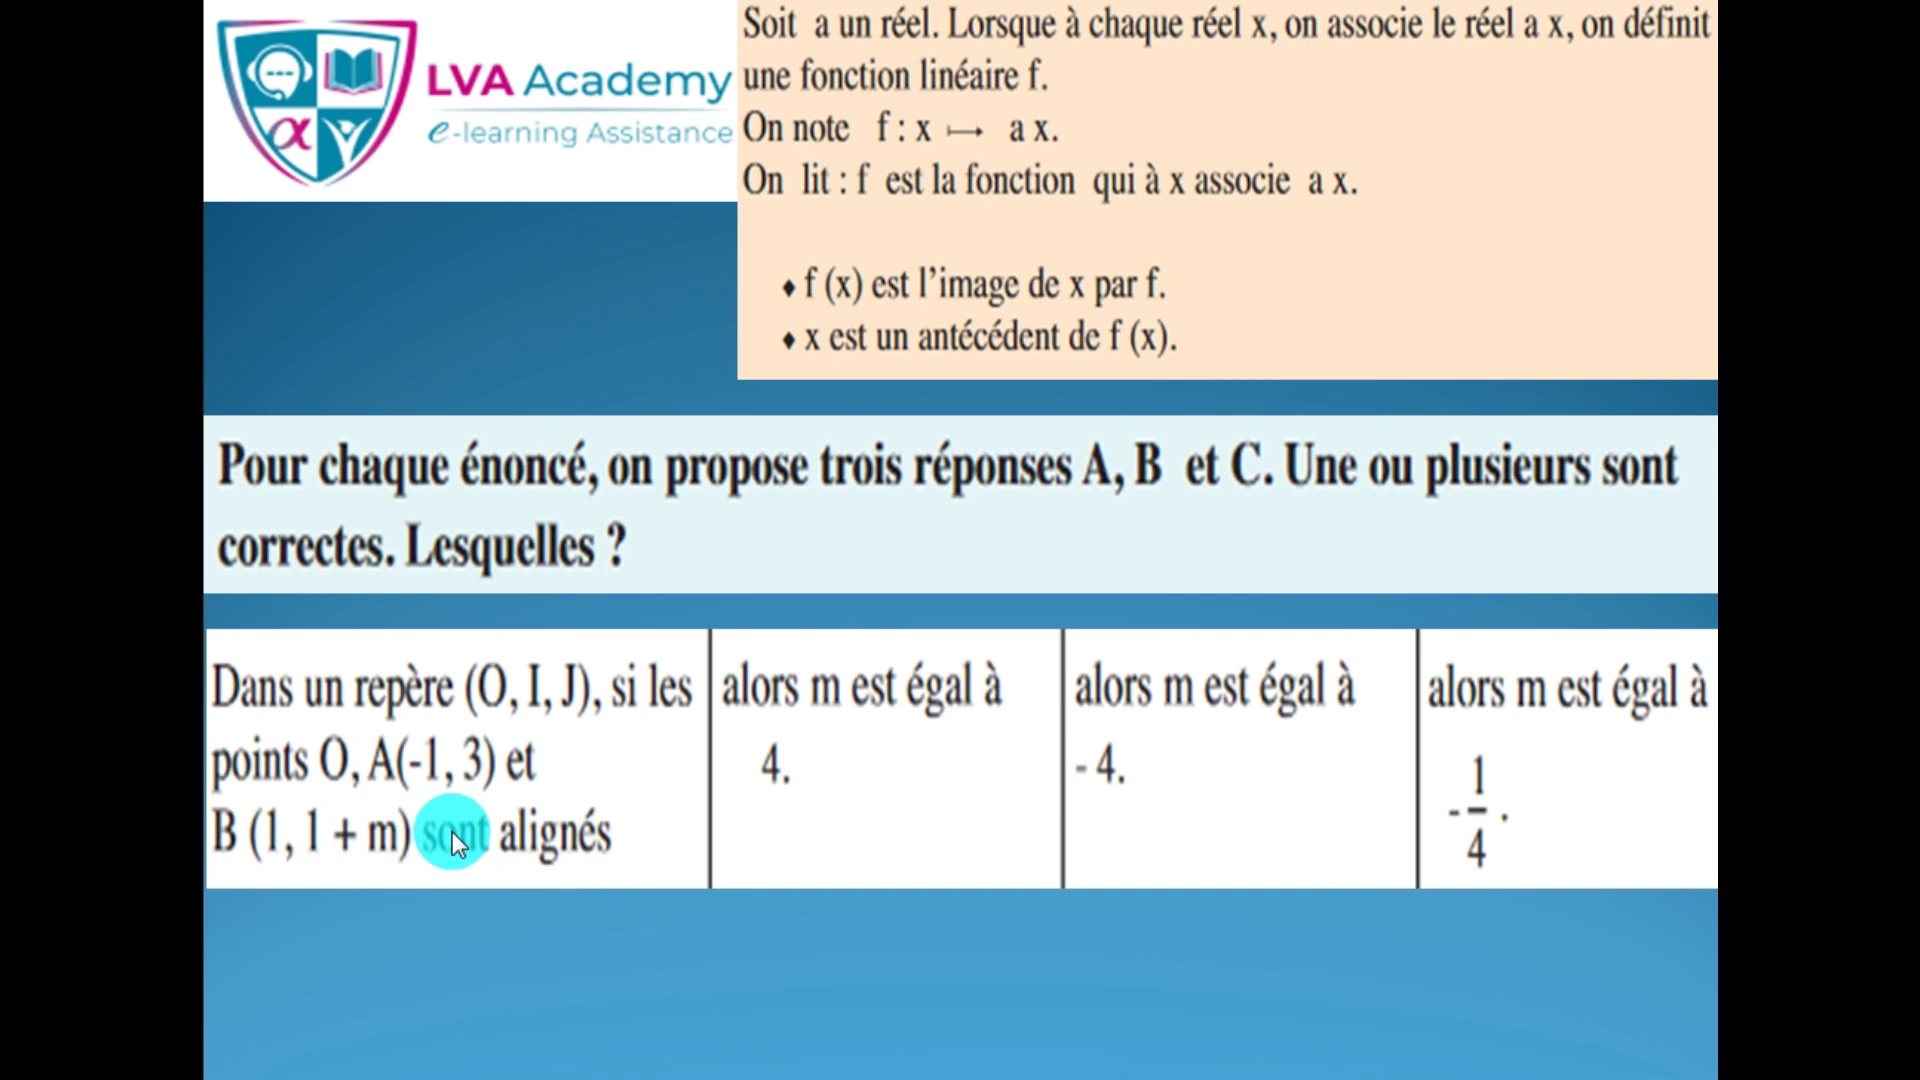 LVA Academy
e-learning Assistance
α
Soit a un réel. Lorsque à chaque réel x, on associe le réel a x, on définit
une fonction linéaire f.
On note f : x ⟼ a x.
On lit : f est la fonction qui à x associe a x.
♦ f (x) est l’image de x par f.
♦ x est un antécédent de f (x).
Pour chaque énoncé, on propose trois réponses A, B et C. Une ou plusieurs sont
correctes. Lesquelles ?
Dans un repère (O, I, J), si les
points O, A(-1, 3) et
B (1, 1 + m) sont alignés
alors m est égal à
4.
alors m est égal à
- 4.
alors m est égal à
- 1/4 .